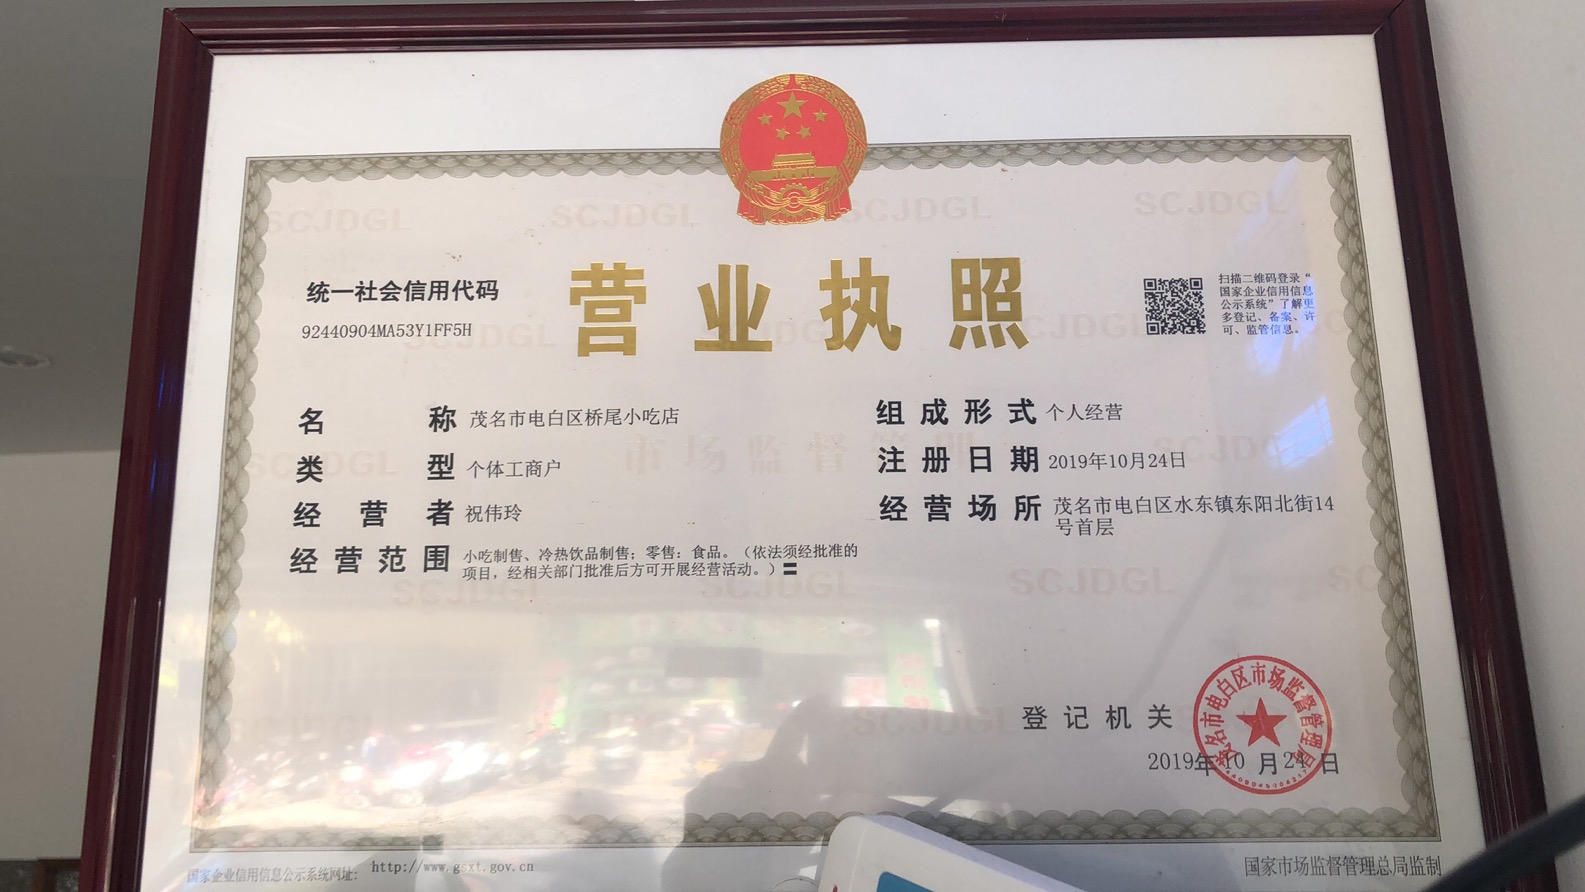 营业执照
统一社会信用代码
92440904MA53Y1FF5H
扫描二维码登录“
国家企业信用信息
公示系统”了解更
多登记、备案、许
可、监管信息。
名称 茂名市电白区桥尾小吃店
类型 个体工商户
经营者 祝伟玲
经营范围 小吃制售、冷热饮品制售；零售：食品。（依法须经批准的
项目，经相关部门批准后方可开展经营活动。）〓
组成形式 个人经营
注册日期 2019年10月24日
经营场所 茂名市电白区水东镇东阳北街14
号首层
SCJDGL
市场监督管理
登记机关
茂名市电白区市场监督管理局
2019年10月24日
国家企业信用信息公示系统网址：http://www.gsxt.gov.cn
国家市场监督管理总局监制